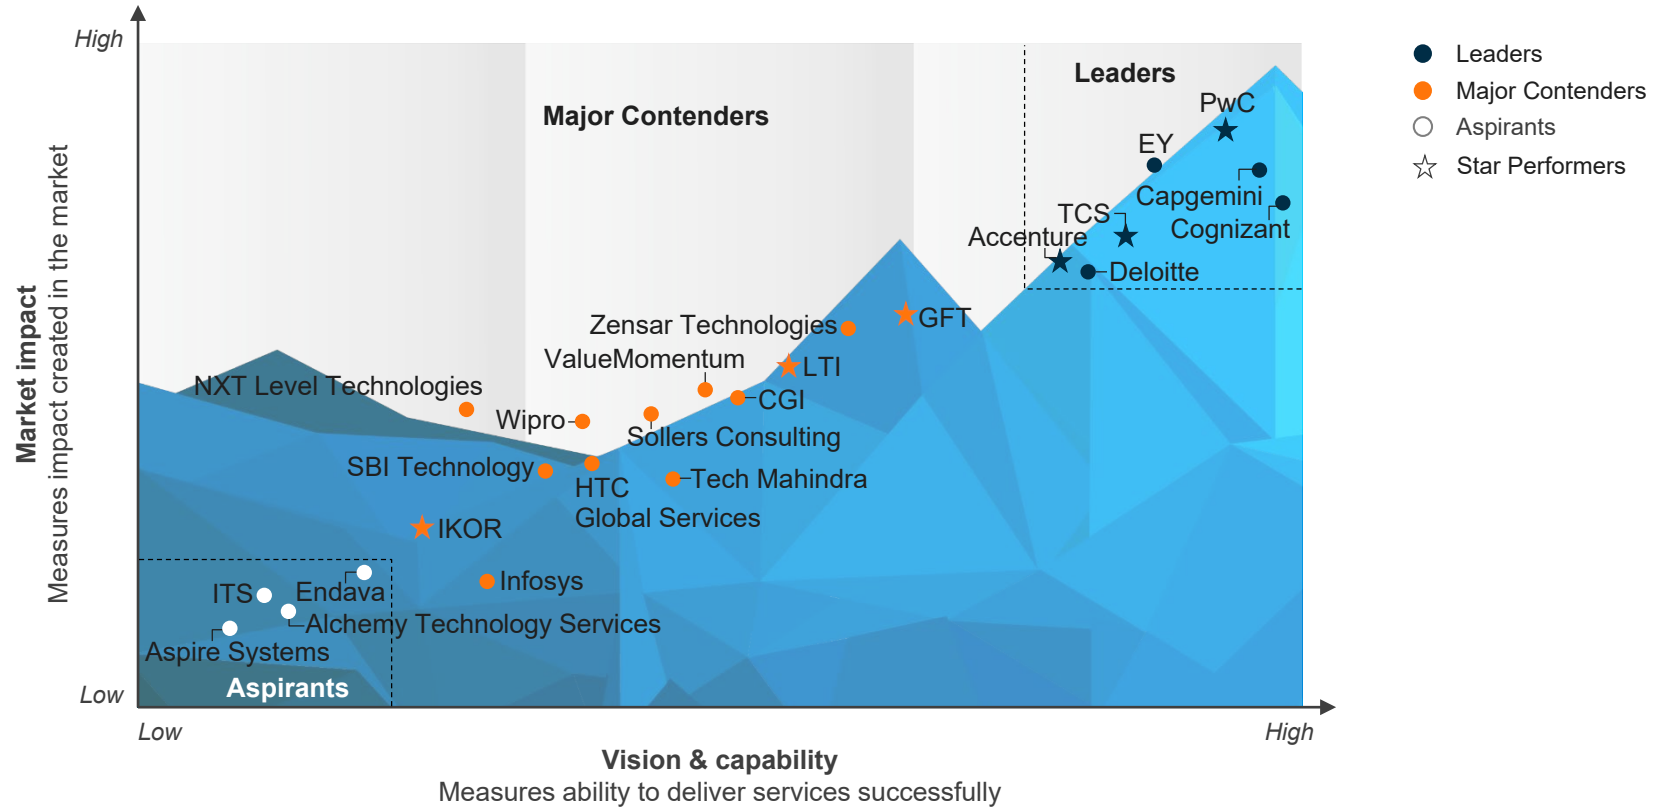 High
Leaders
Major Contenders
Aspirants
Star Performers
Leaders
PwC
Major Contenders
EY
Capgemini
TCS
Cognizant
Accenture
Deloitte
GFT
Zensar Technologies
ValueMomentum
LTI
NXT Level Technologies
CGI
Wipro
Sollers Consulting
SBI Technology
HTC
Global Services
Tech Mahindra
IKOR
Infosys
ITS
Endava
Alchemy Technology Services
Aspire Systems
Aspirants
Market impact
Measures impact created in the market
Low
Low
High
Vision & capability
Measures ability to deliver services successfully